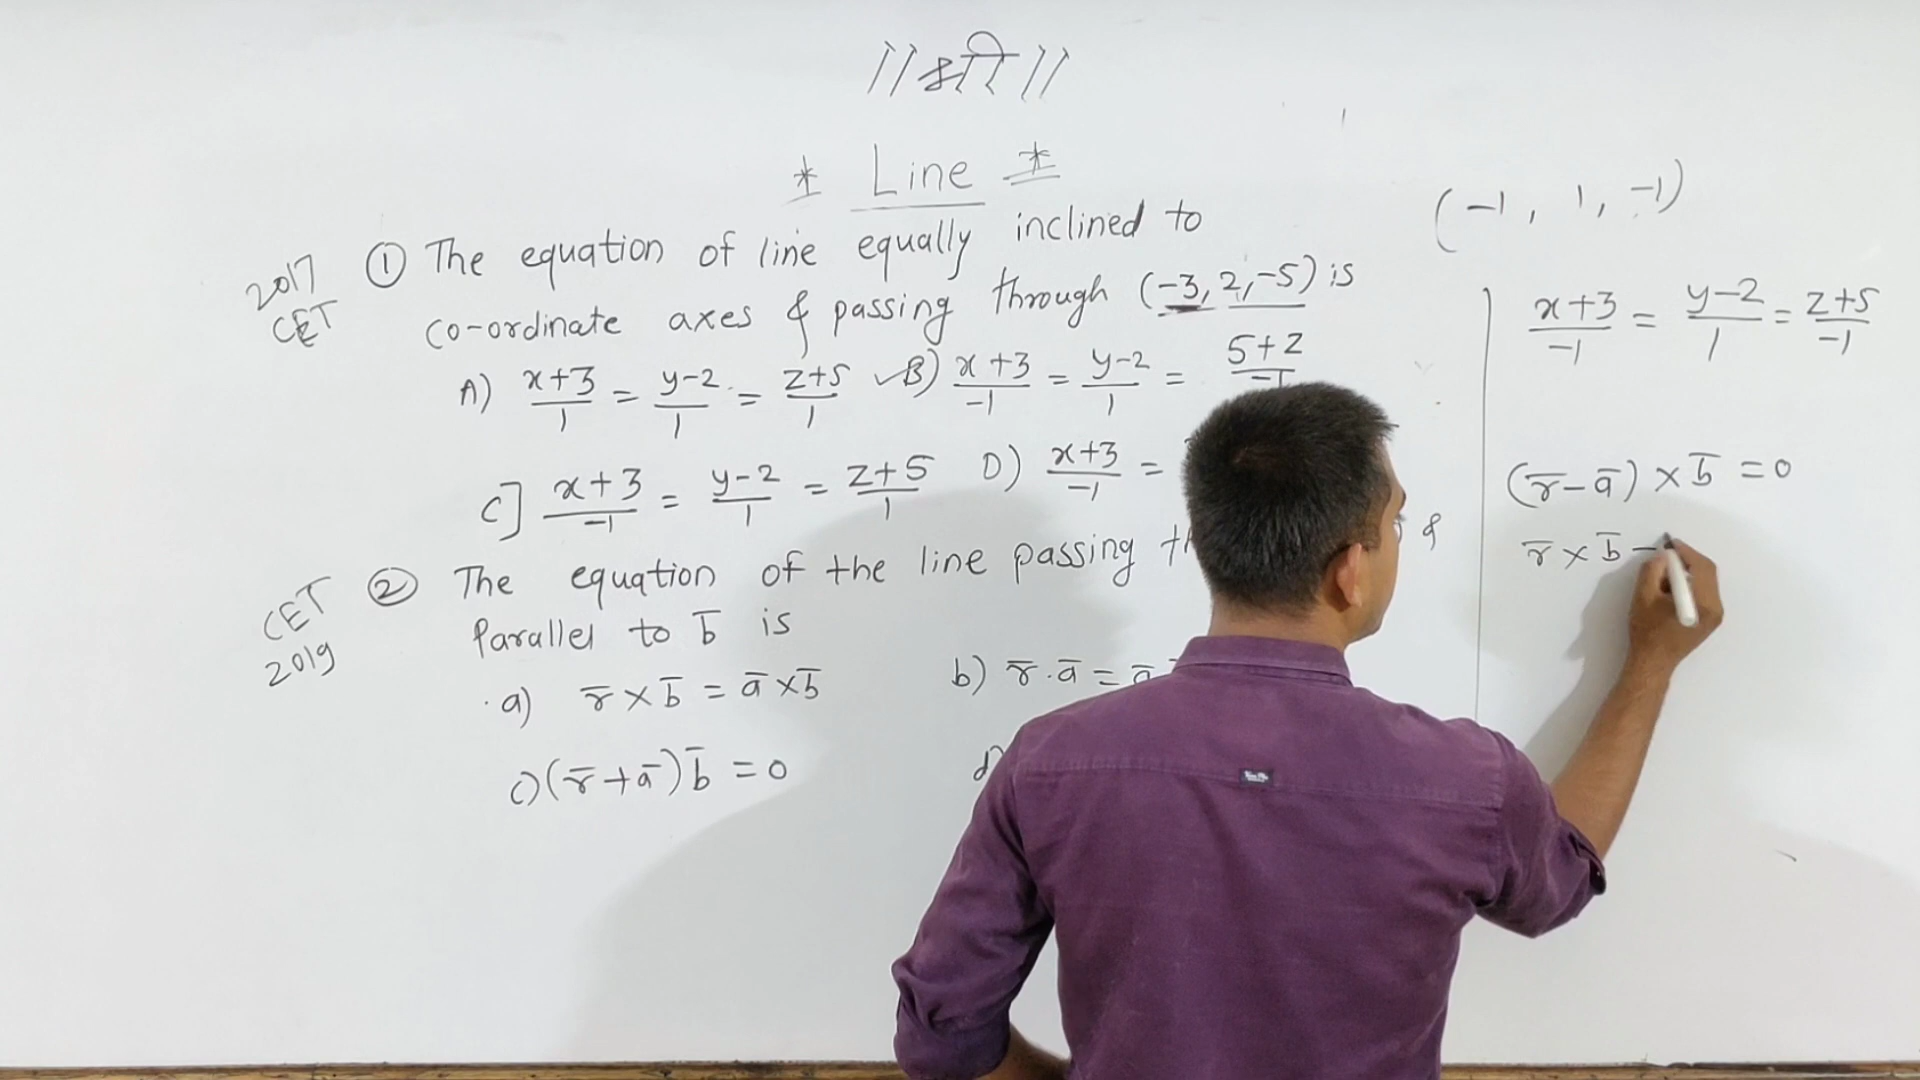 ||श्री||
* Line *
2017 CET ① The equation of line equally inclined to
co-ordinate axes & passing through (-3, 2, -5) is
A) x+3/1 = y-2/1 = z+5/1 ✓B) x+3/-1 = y-2/1 = 5+z/-1
C] x+3/-1 = y-2/1 = z+5/1 D) x+3/-1 =
CET 2019 ② The equation of the line passing &
Parallel to b̅ is
a) r̅ × b̅ = a̅ × b̅ b) r̅ . a̅ = a̅
c) (r̅ + a̅) b̅ = 0 d)
(-1, 1, -1)
x+3/-1 = y-2/1 = z+5/-1
(r̅ - a̅) × b̅ = 0
r̅ × b̅ -